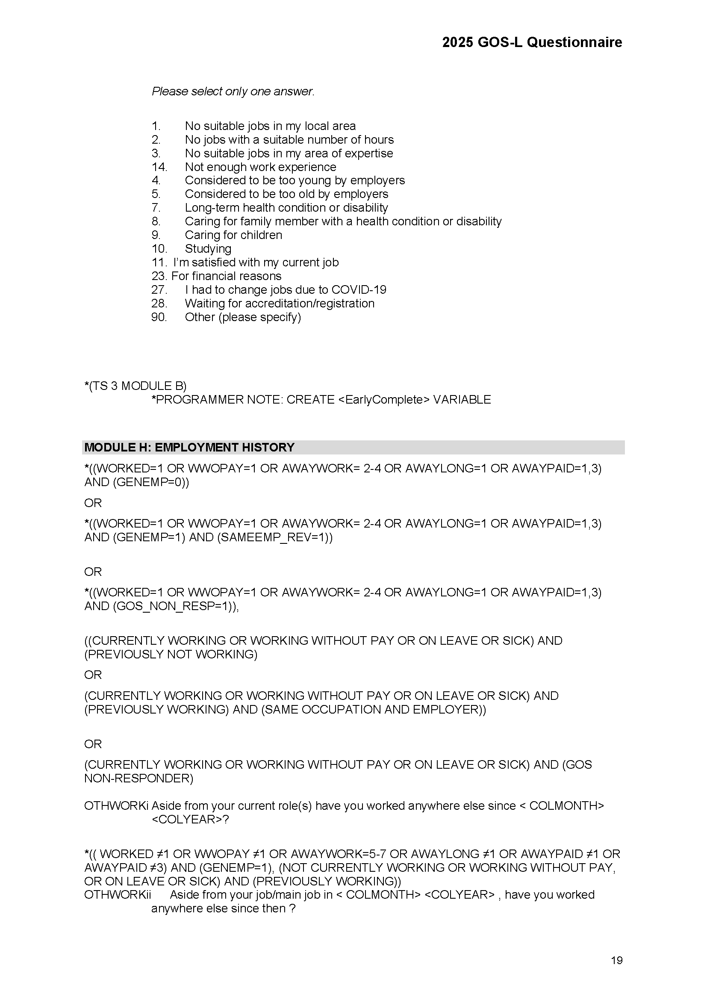 2025 GOS-L Questionnaire
Please select only one answer.
1. No suitable jobs in my local area
2. No jobs with a suitable number of hours
3. No suitable jobs in my area of expertise
14. Not enough work experience
4. Considered to be too young by employers
5. Considered to be too old by employers
7. Long-term health condition or disability
8. Caring for family member with a health condition or disability
9. Caring for children
10. Studying
11. I’m satisfied with my current job
23. For financial reasons
27. I had to change jobs due to COVID-19
28. Waiting for accreditation/registration
90. Other (please specify)
*(TS 3 MODULE B)
*PROGRAMMER NOTE: CREATE <EarlyComplete> VARIABLE
MODULE H: EMPLOYMENT HISTORY
*((WORKED=1 OR WWOPAY=1 OR AWAYWORK= 2-4 OR AWAYLONG=1 OR AWAYPAID=1,3)
AND (GENEMP=0))
OR
*((WORKED=1 OR WWOPAY=1 OR AWAYWORK= 2-4 OR AWAYLONG=1 OR AWAYPAID=1,3)
AND (GENEMP=1) AND (SAMEEMP_REV=1))
OR
*((WORKED=1 OR WWOPAY=1 OR AWAYWORK= 2-4 OR AWAYLONG=1 OR AWAYPAID=1,3)
AND (GOS_NON_RESP=1)),
((CURRENTLY WORKING OR WORKING WITHOUT PAY OR ON LEAVE OR SICK) AND
(PREVIOUSLY NOT WORKING)
OR
(CURRENTLY WORKING OR WORKING WITHOUT PAY OR ON LEAVE OR SICK) AND
(PREVIOUSLY WORKING) AND (SAME OCCUPATION AND EMPLOYER))
OR
(CURRENTLY WORKING OR WORKING WITHOUT PAY OR ON LEAVE OR SICK) AND (GOS
NON-RESPONDER)
OTHWORKi Aside from your current role(s) have you worked anywhere else since < COLMONTH>
<COLYEAR>?
*(( WORKED ≠1 OR WWOPAY ≠1 OR AWAYWORK=5-7 OR AWAYLONG ≠1 OR AWAYPAID ≠1 OR
AWAYPAID ≠3) AND (GENEMP=1), (NOT CURRENTLY WORKING OR WORKING WITHOUT PAY,
OR ON LEAVE OR SICK) AND (PREVIOUSLY WORKING))
OTHWORKii Aside from your job/main job in < COLMONTH> <COLYEAR> , have you worked
anywhere else since then ?
19